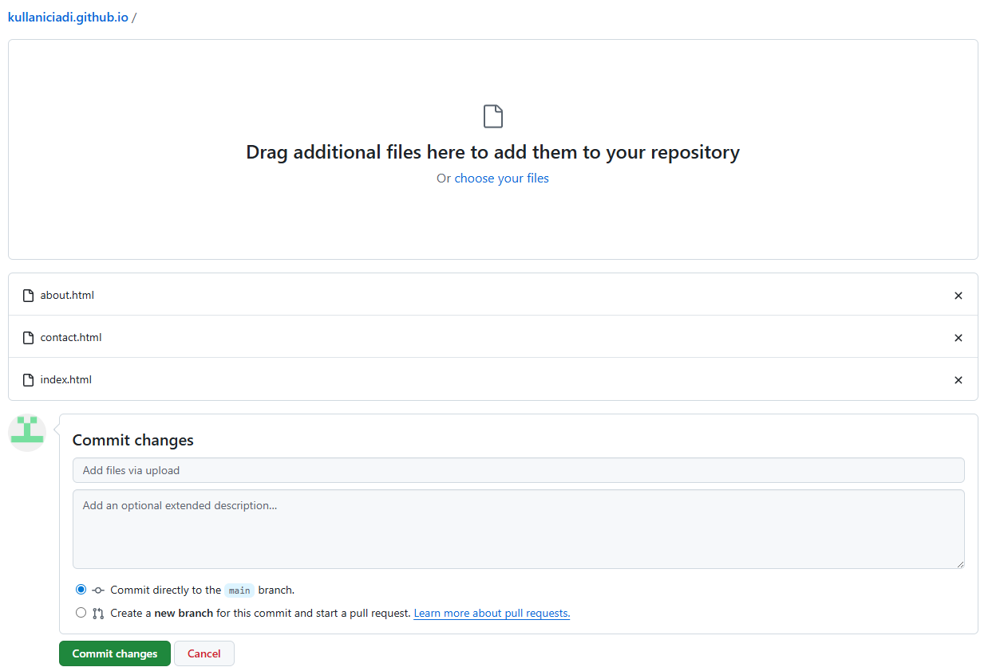 kullaniciadi.github.io /
Drag additional files here to add them to your repository
Or choose your files
about.html
contact.html
index.html
Commit changes
Add files via upload
Add an optional extended description...
Commit directly to the main branch.
Create a new branch for this commit and start a pull request. Learn more about pull requests.
Commit changes Cancel